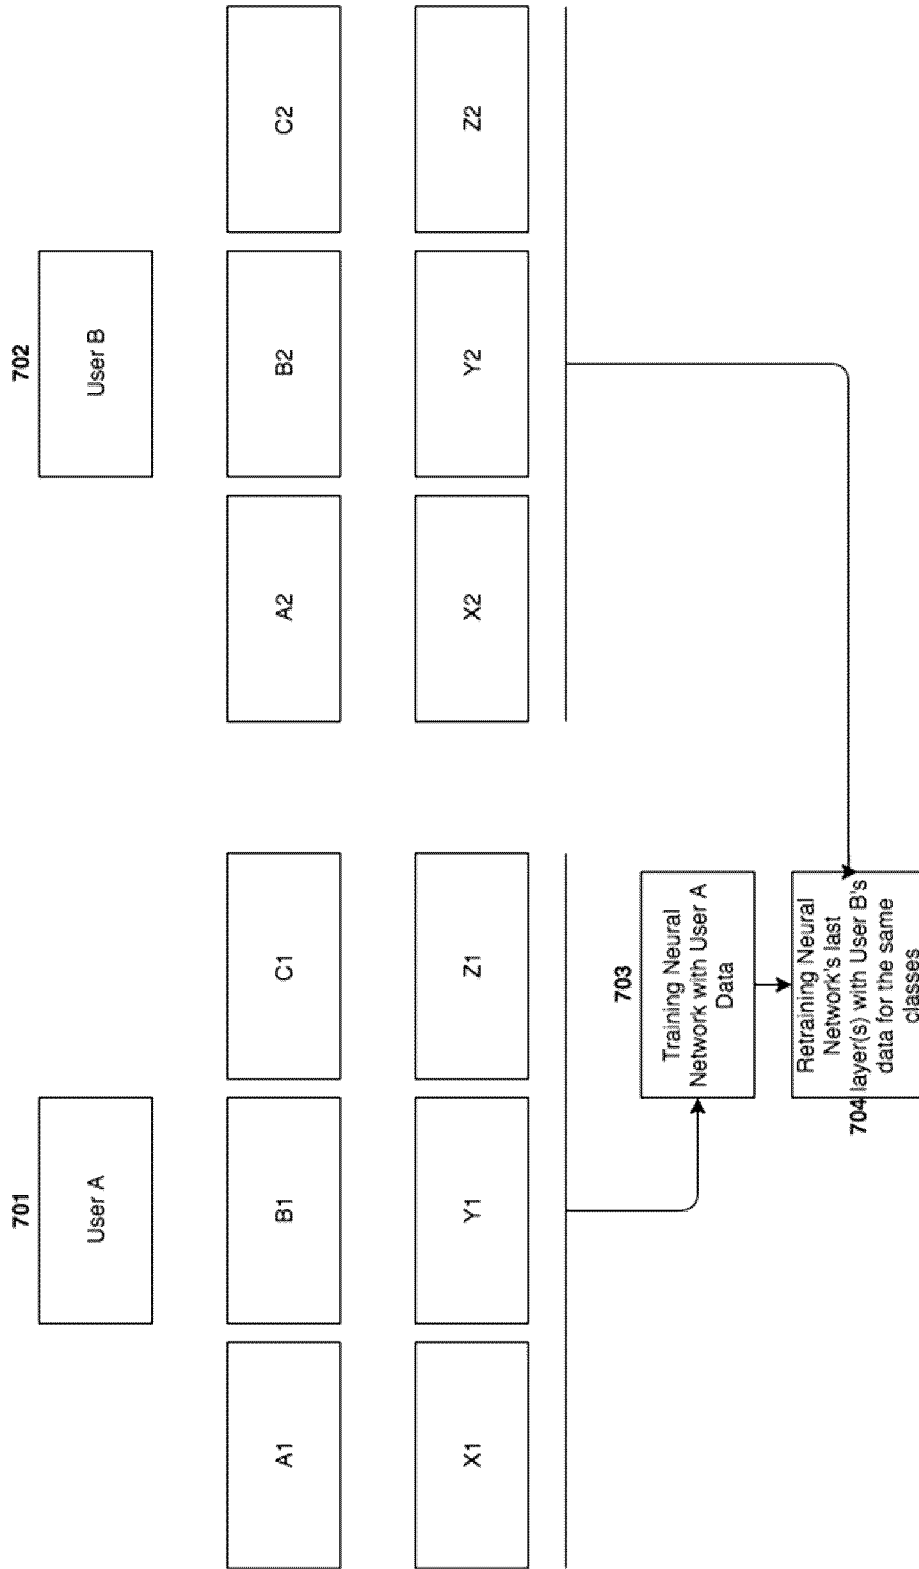 701
User A
A1
B1
C1
X1
Y1
Z1
702
User B
A2
B2
C2
X2
Y2
Z2
703
Training Neural
Network with User A
Data
704
Retraining Neural
Network's last
layer(s) with User B's
data for the same
classes